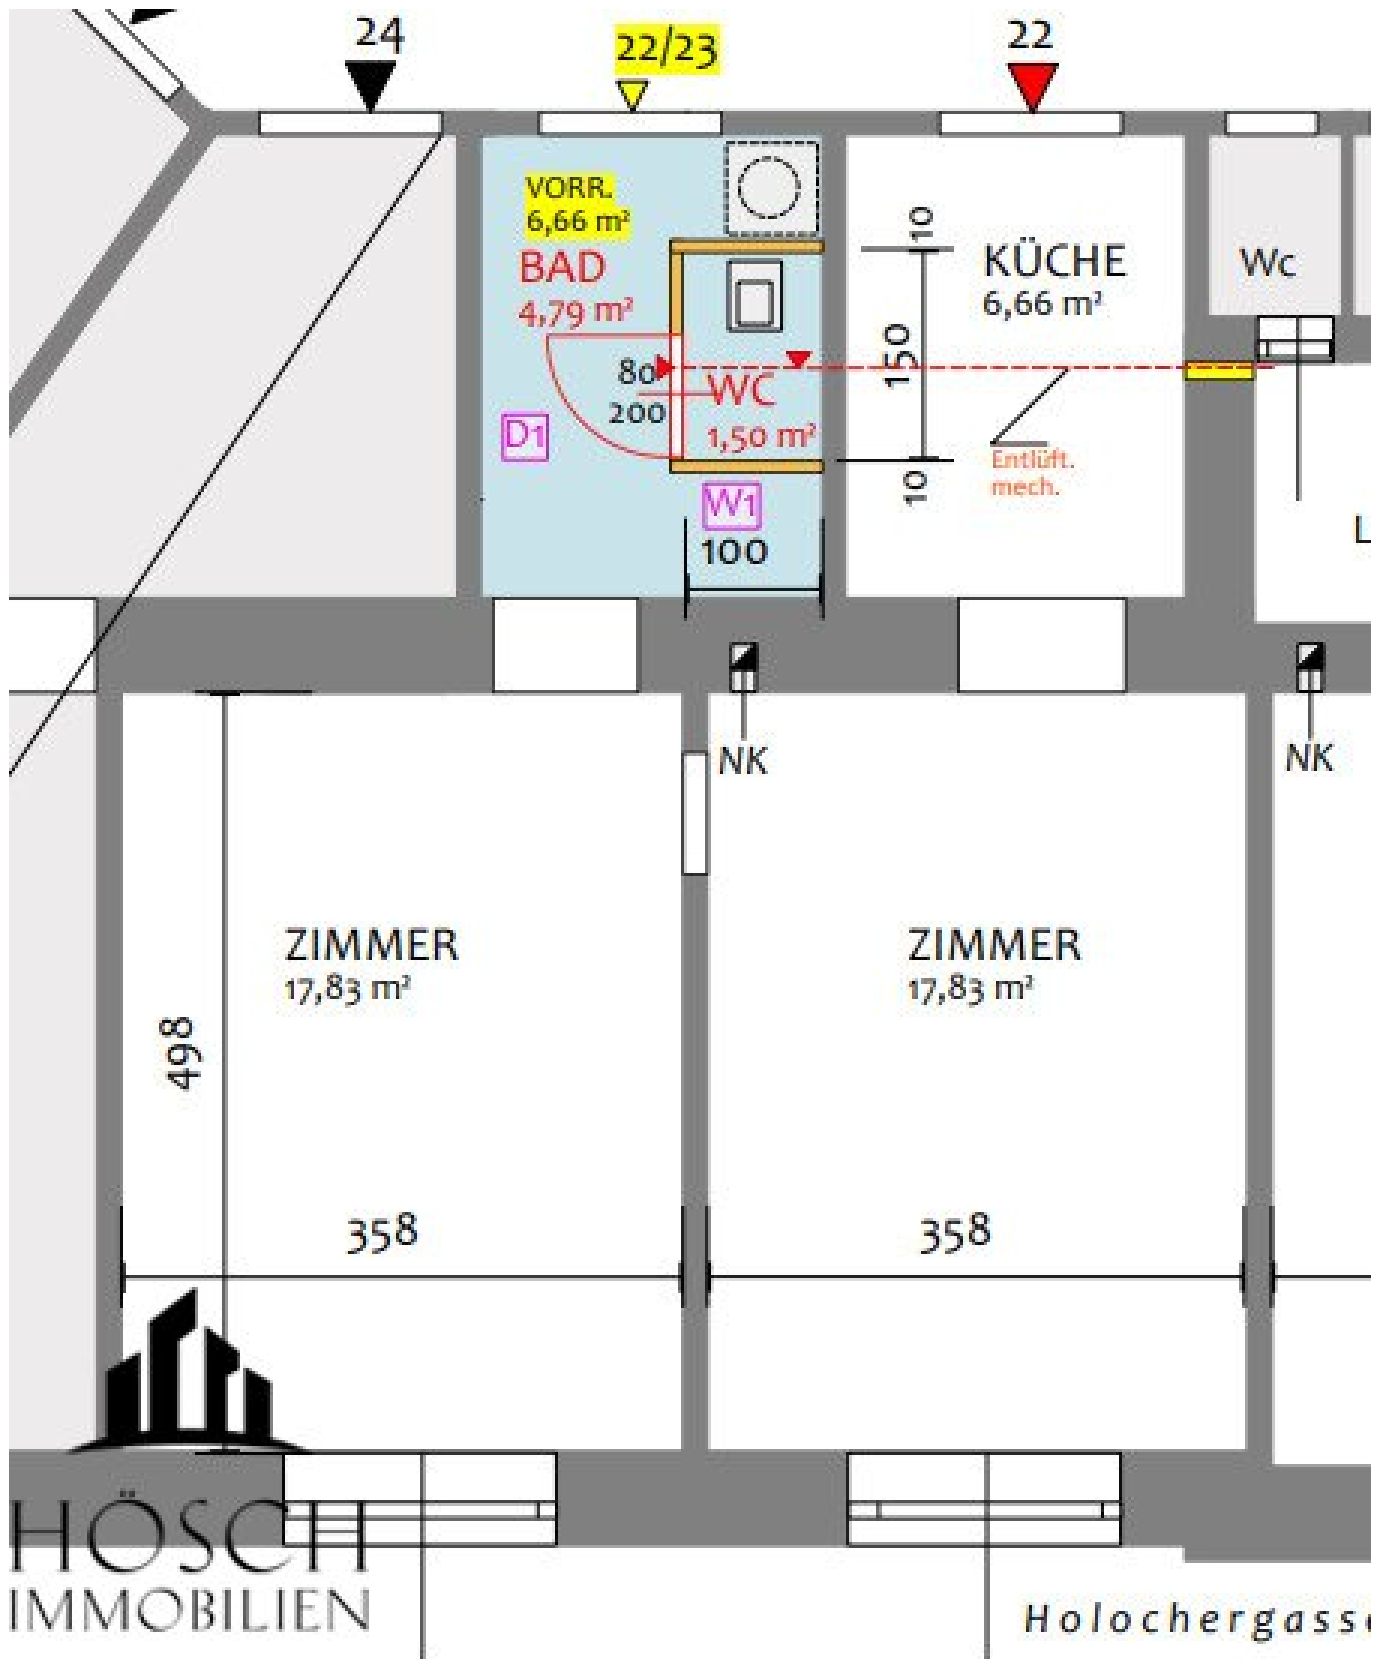 24
22/23
22
VORR.
6,66 m²
BAD
4,79 m²
10
KÜCHE
6,66 m²
Wc
150
80
200
WC
1,50 m²
D1
Entlüft.
mech.
10
W1
100
L
NK
NK
ZIMMER
17,83 m²
ZIMMER
17,83 m²
498
358
358
HÖSCH
IMMOBILIEN
Holochergasse